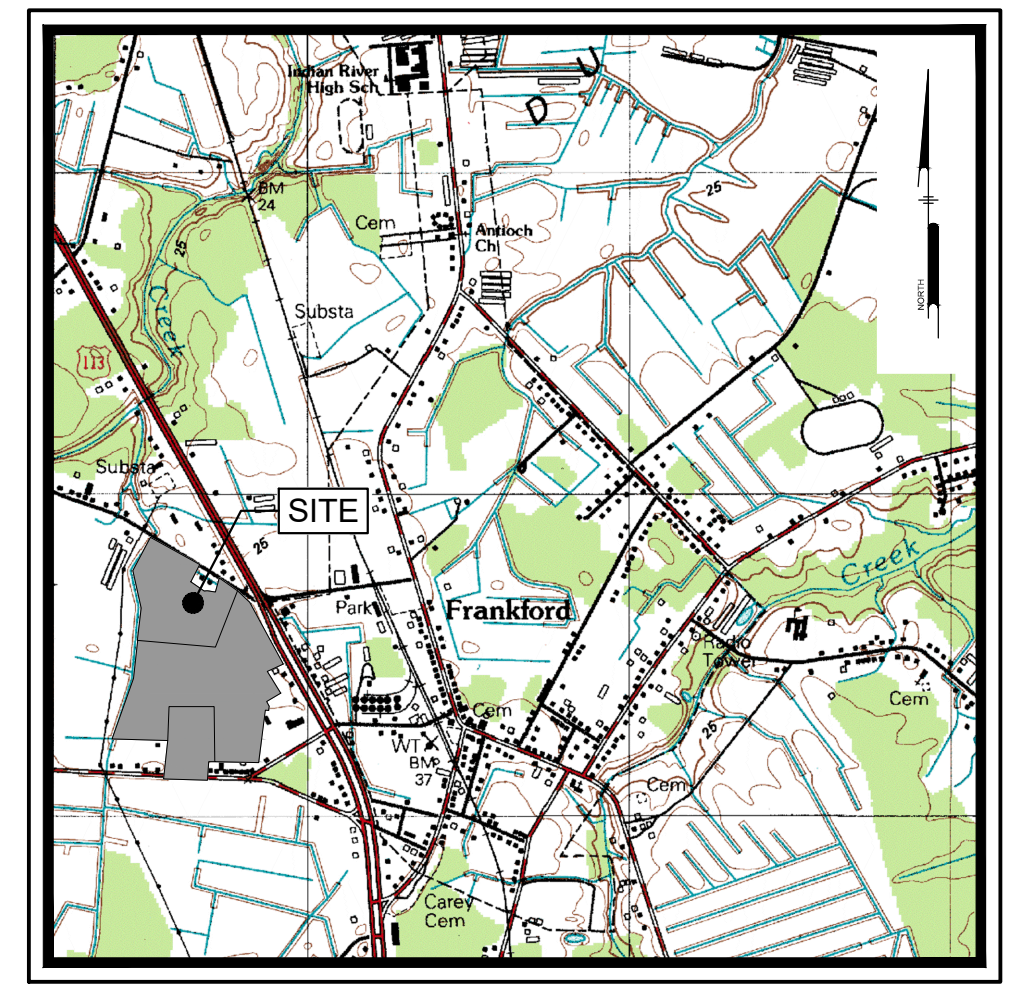 Indian River
High Sch
D U
BM
24
25
25
Cem
Antioch
Ch
NORTH
Creek
Substa
113
Substa
SITE
25
Creek
Park
Frankford
Radio
Tower
Cem
Cem
25
WT
BM
37
Cem
Carey
Cem